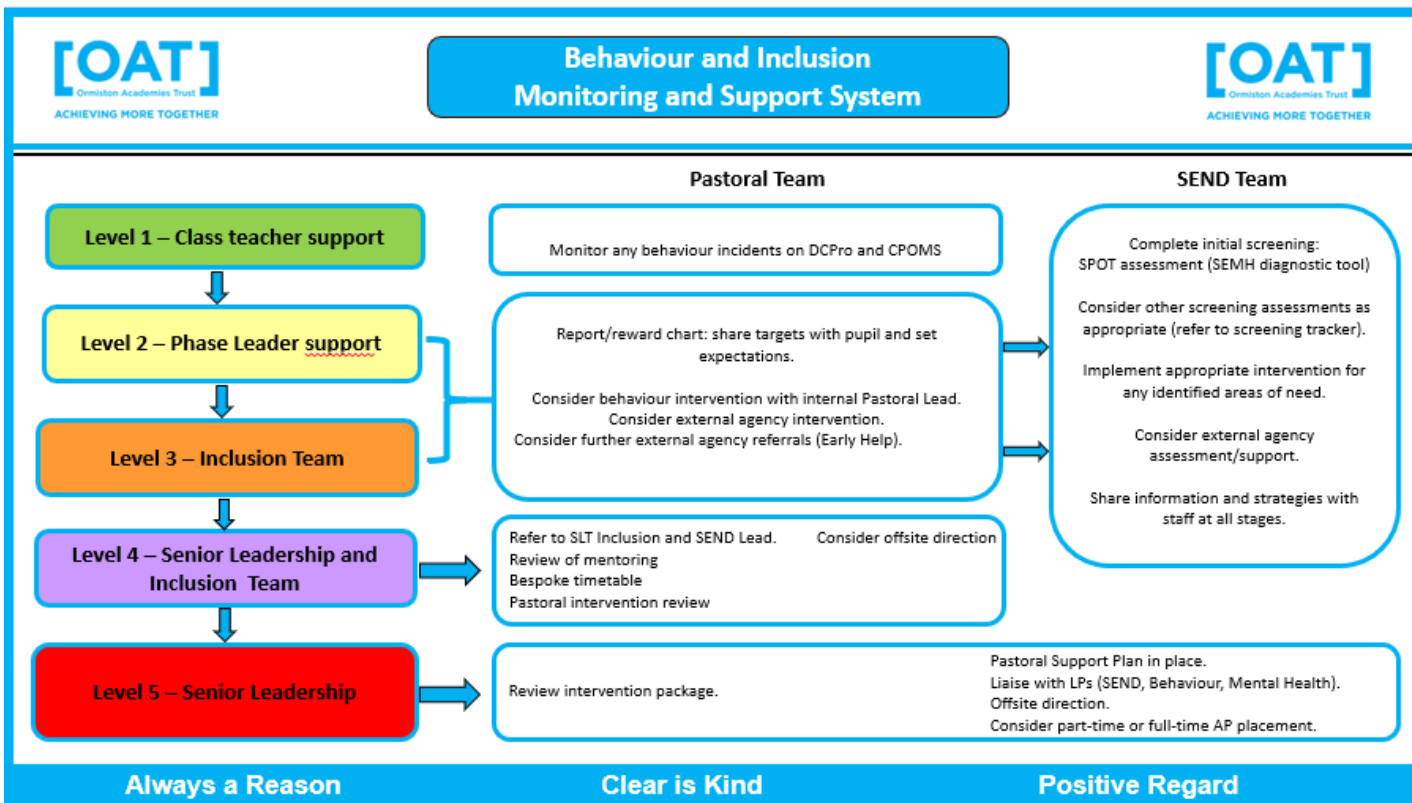 [OAT]
Ormiston Academies Trust
ACHIEVING MORE TOGETHER
Behaviour and Inclusion
Monitoring and Support System
[OAT]
Ormiston Academies Trust
ACHIEVING MORE TOGETHER
Pastoral Team
SEND Team
Level 1 – Class teacher support
Monitor any behaviour incidents on DCPro and CPOMS
Level 2 – Phase Leader support
Level 3 – Inclusion Team
Report/reward chart: share targets with pupil and set
expectations.
Consider behaviour intervention with internal Pastoral Lead.
Consider external agency intervention.
Consider further external agency referrals (Early Help).
Complete initial screening:
SPOT assessment (SEMH diagnostic tool)
Consider other screening assessments as
appropriate (refer to screening tracker).
Implement appropriate intervention for
any identified areas of need.
Consider external agency
assessment/support.
Share information and strategies with
staff at all stages.
Level 4 – Senior Leadership and
Inclusion Team
Refer to SLT Inclusion and SEND Lead. Consider offsite direction
Review of mentoring
Bespoke timetable
Pastoral intervention review
Level 5 – Senior Leadership
Review intervention package.
Pastoral Support Plan in place.
Liaise with LPs (SEND, Behaviour, Mental Health).
Offsite direction.
Consider part-time or full-time AP placement.
Always a Reason
Clear is Kind
Positive Regard